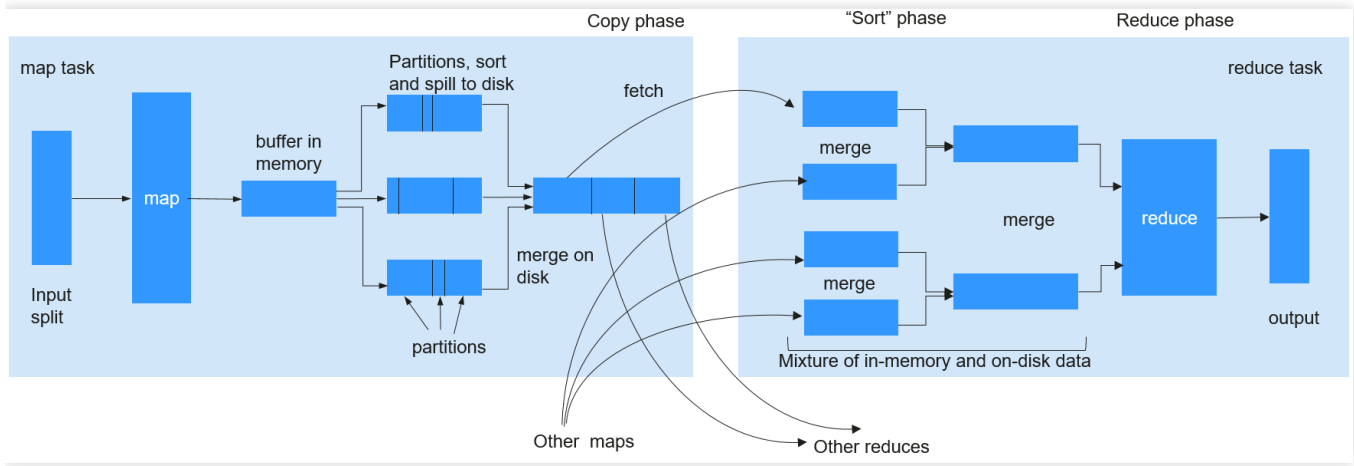 Copy phase
“Sort” phase
Reduce phase
map task
Partitions, sort
and spill to disk
fetch
reduce task
buffer in
memory
merge
map
merge
reduce
merge on
disk
merge
Input
split
partitions
output
Mixture of in-memory and on-disk data
Other maps
Other reduces